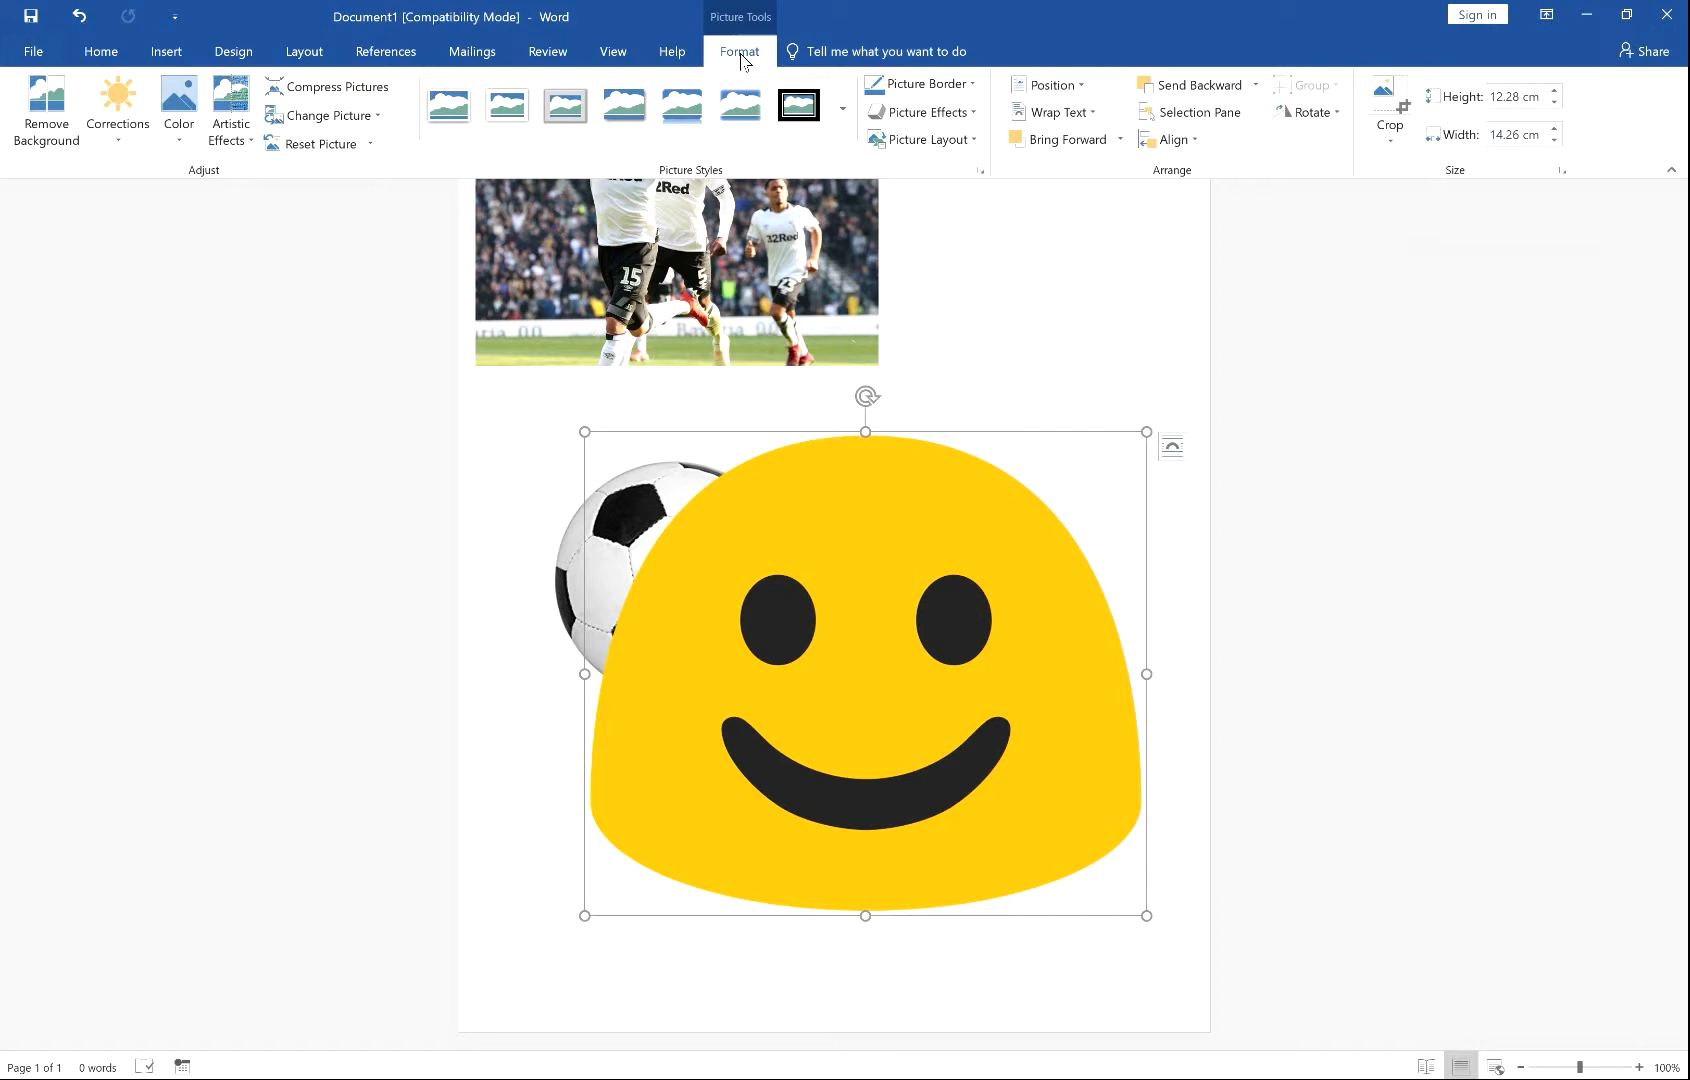 Document1 [Compatibility Mode] - Word
Picture Tools
Sign in
File
Home
Insert
Design
Layout
References
Mailings
Review
View
Help
Format
Tell me what you want to do
Share
Remove
Background
Corrections
Color
Artistic
Effects
Compress Pictures
Change Picture
Reset Picture
Adjust
Picture Styles
Picture Border
Picture Effects
Picture Layout
Position
Wrap Text
Bring Forward
Send Backward
Selection Pane
Align
Group
Rotate
Arrange
Crop
Height: 12.28 cm
Width: 14.26 cm
Size
2Red
32Red
15
5
Page 1 of 1
0 words
100%